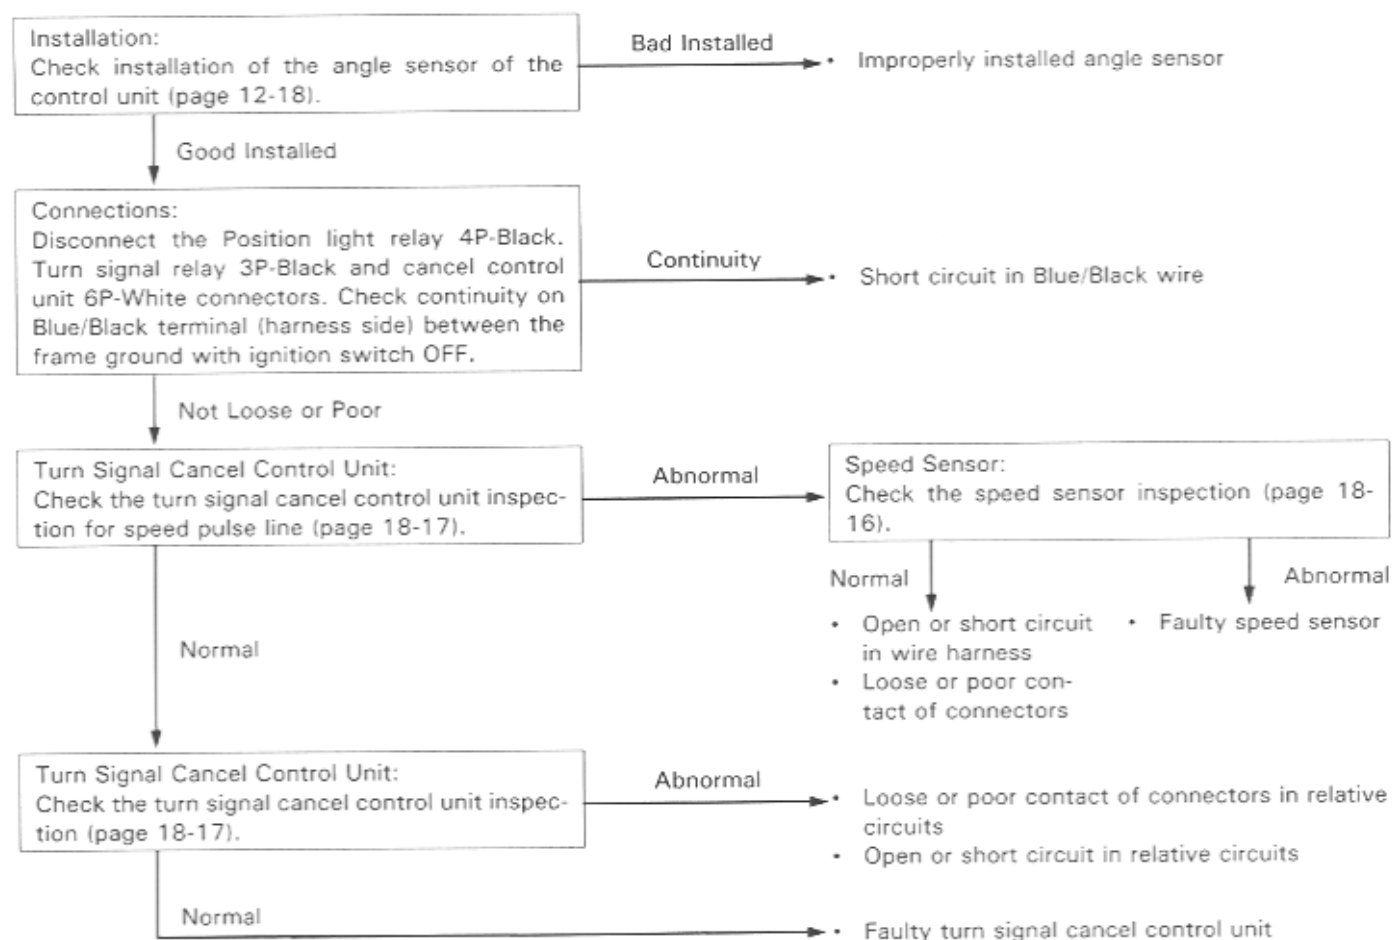 Installation:
Check installation of the angle sensor of the
control unit (page 12-18).
Bad Installed
• Improperly installed angle sensor
Good Installed
Connections:
Disconnect the Position light relay 4P-Black.
Turn signal relay 3P-Black and cancel control
unit 6P-White connectors. Check continuity on
Blue/Black terminal (harness side) between the
frame ground with ignition switch OFF.
Continuity
• Short circuit in Blue/Black wire
Not Loose or Poor
Turn Signal Cancel Control Unit:
Check the turn signal cancel control unit inspec-
tion for speed pulse line (page 18-17).
Abnormal
Speed Sensor:
Check the speed sensor inspection (page 18-
16).
Normal
Abnormal
• Open or short circuit
in wire harness
• Loose or poor con-
tact of connectors
• Faulty speed sensor
Normal
Turn Signal Cancel Control Unit:
Check the turn signal cancel control unit inspec-
tion (page 18-17).
Abnormal
• Loose or poor contact of connectors in relative
circuits
• Open or short circuit in relative circuits
Normal
• Faulty turn signal cancel control unit